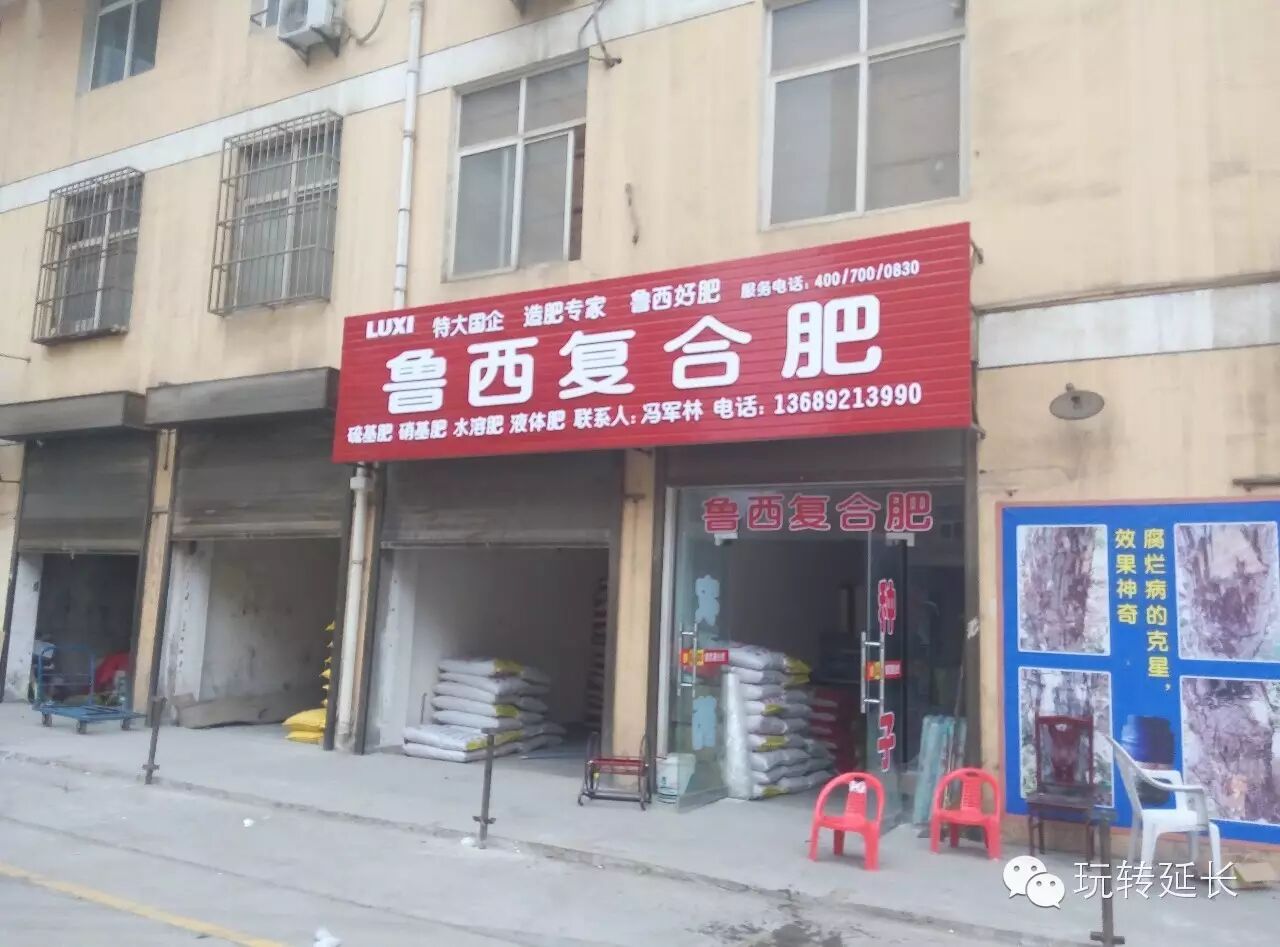 LUXI 特大国企 造肥专家 鲁西好肥 服务电话：400/700/0830
鲁西复合肥
硫基肥 硝基肥 水溶肥 液体肥 联系人：冯军林 电话：13689213990
鲁西复合肥
种子
腐烂病的克星，
效果神奇
玩转延长